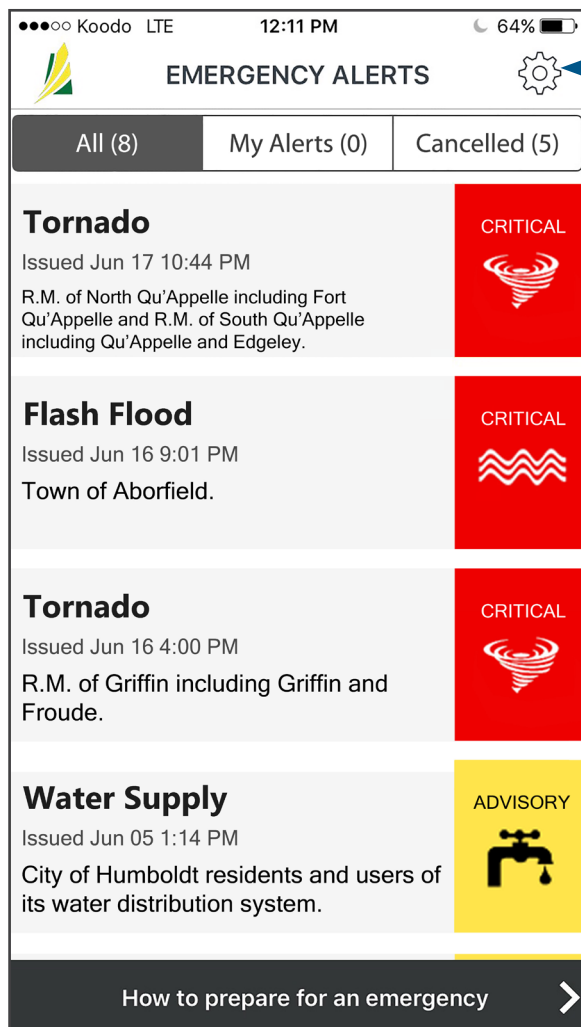 Koodo LTE 12:11 PM 64%
EMERGENCY ALERTS
All (8) My Alerts (0) Cancelled (5)
Tornado
CRITICAL
Issued Jun 17 10:44 PM
R.M. of North Qu'Appelle including Fort
Qu'Appelle and R.M. of South Qu'Appelle
including Qu'Appelle and Edgeley.
Flash Flood
CRITICAL
Issued Jun 16 9:01 PM
Town of Aborfield.
Tornado
CRITICAL
Issued Jun 16 4:00 PM
R.M. of Griffin including Griffin and
Froude.
Water Supply
ADVISORY
Issued Jun 05 1:14 PM
City of Humboldt residents and users of
its water distribution system.
How to prepare for an emergency